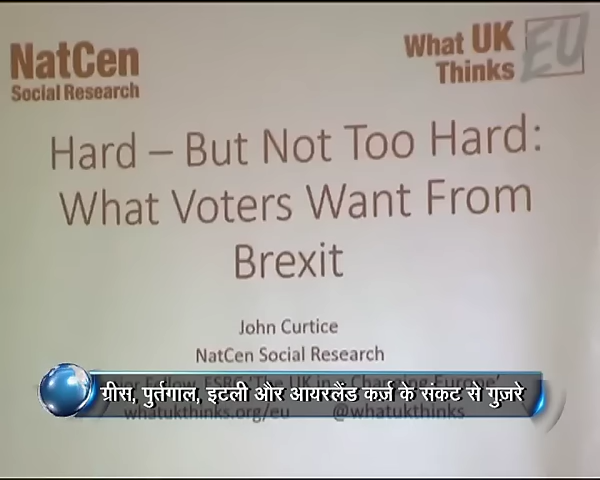 NatCen
Social Research
What UK
Thinks
EU
Hard – But Not Too Hard:
What Voters Want From
Brexit
John Curtice
NatCen Social Research
ग्रीस, पुर्तगाल, इटली और आयरलैंड कर्ज़ के संकट से गुज़रे
whatukthinks.org/eu @whatukthinks